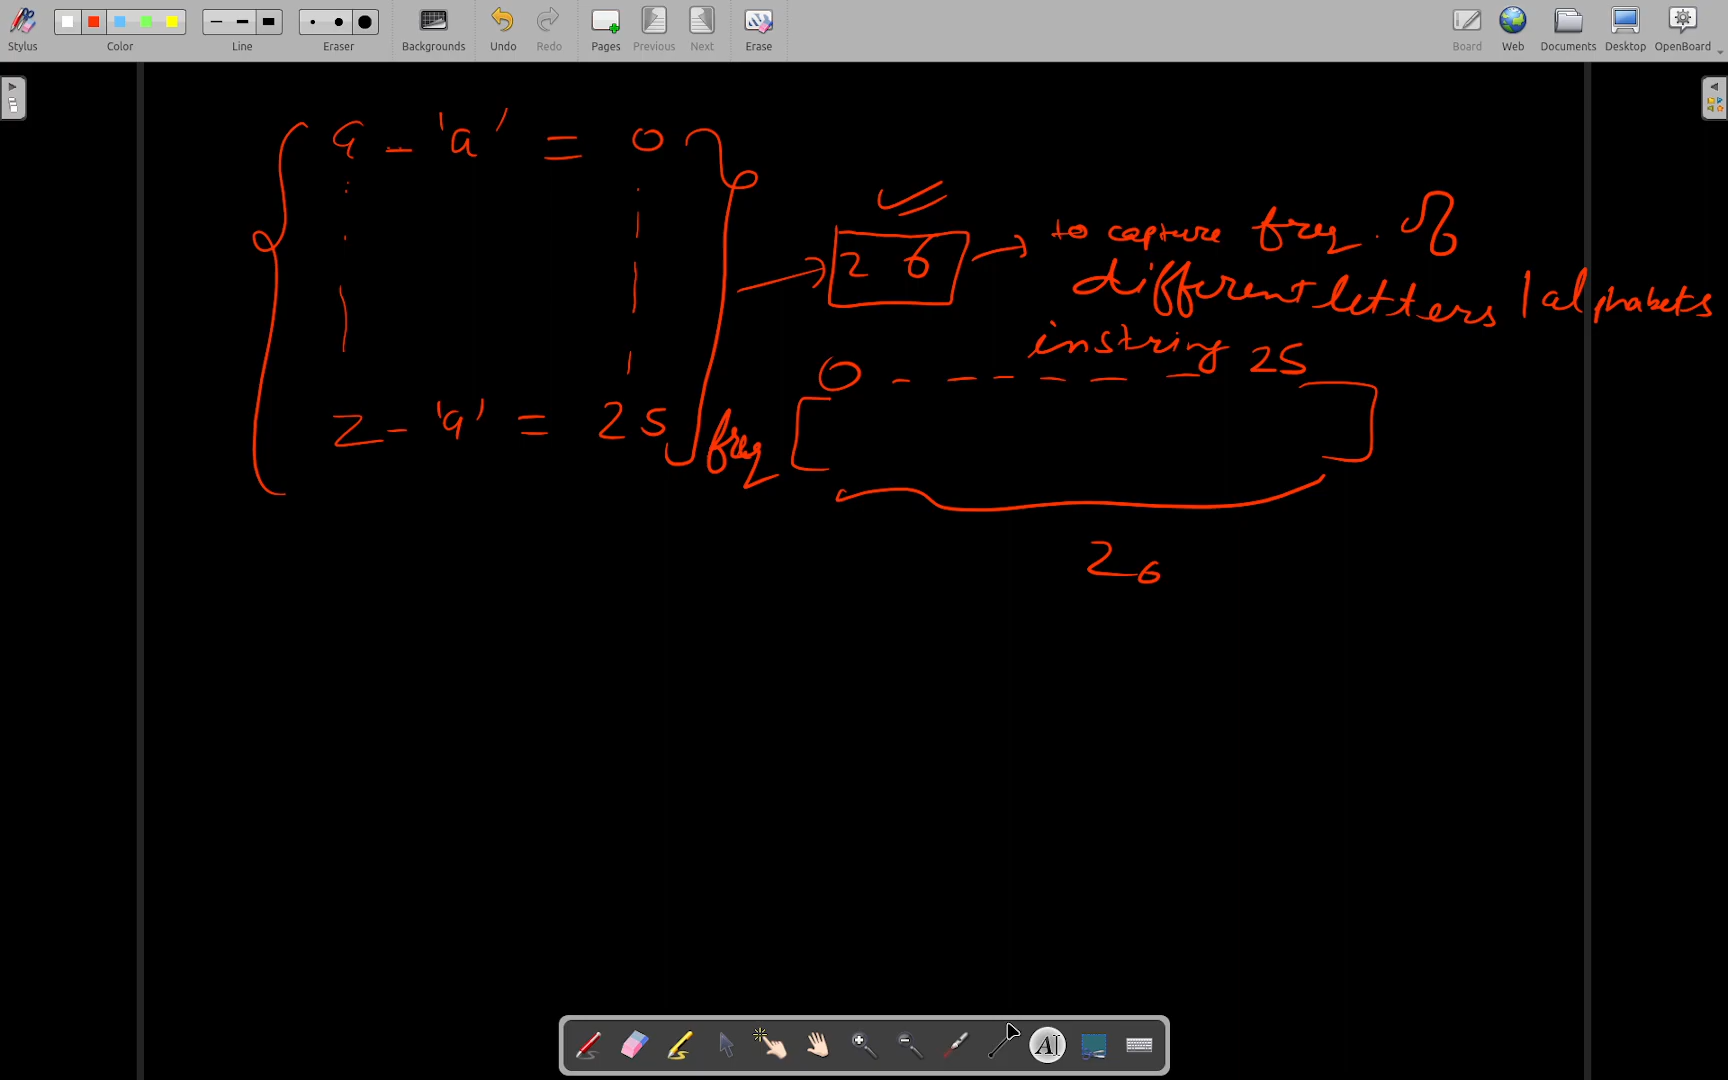 Stylus Color Line Eraser Backgrounds Undo Redo Pages Previous Next Erase Board Web Documents Desktop OpenBoard
a - 'a' = 0
26 → to capture freq. of
different letters / alphabets
in string
0 - - - - - - 25
z - 'a' = 25
freq [ ]
26